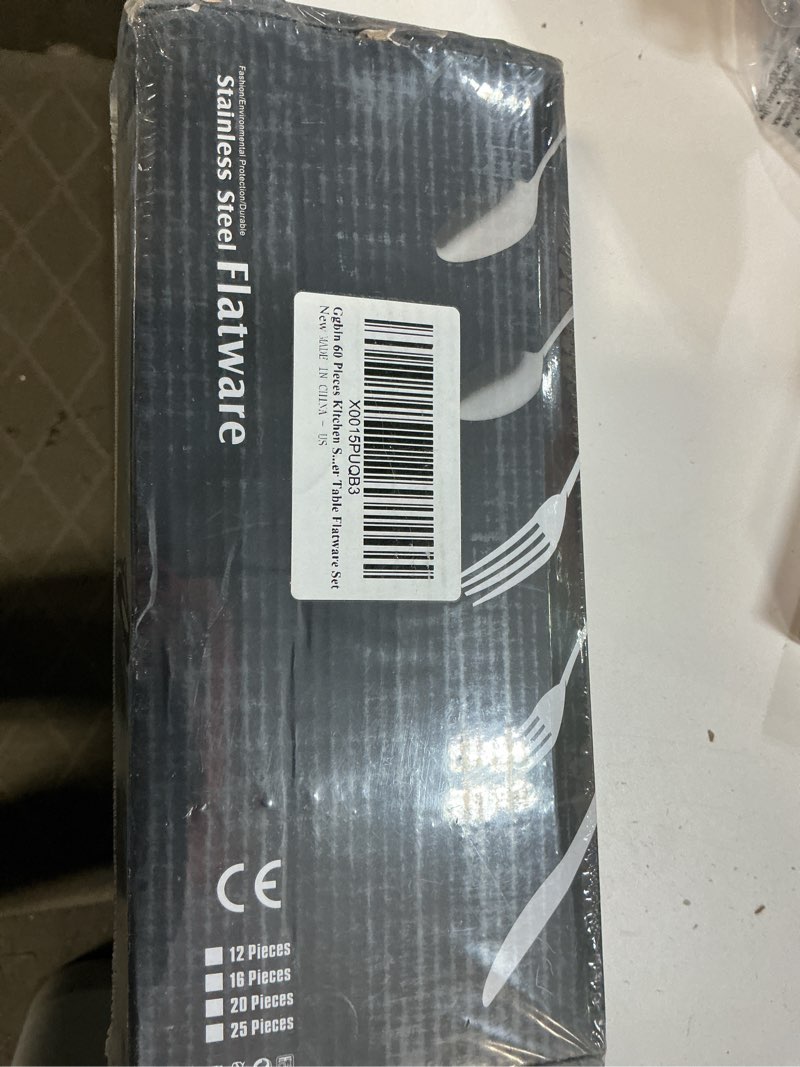 Fashion/Environmental Protection/Durable
Stainless Steel Flatware
X0015PUQB3
Ggbin 60 Pieces Kitchen S...er Table Flatware Set
New MADE IN CHINA - US
CE
12 Pieces
16 Pieces
20 Pieces
25 Pieces